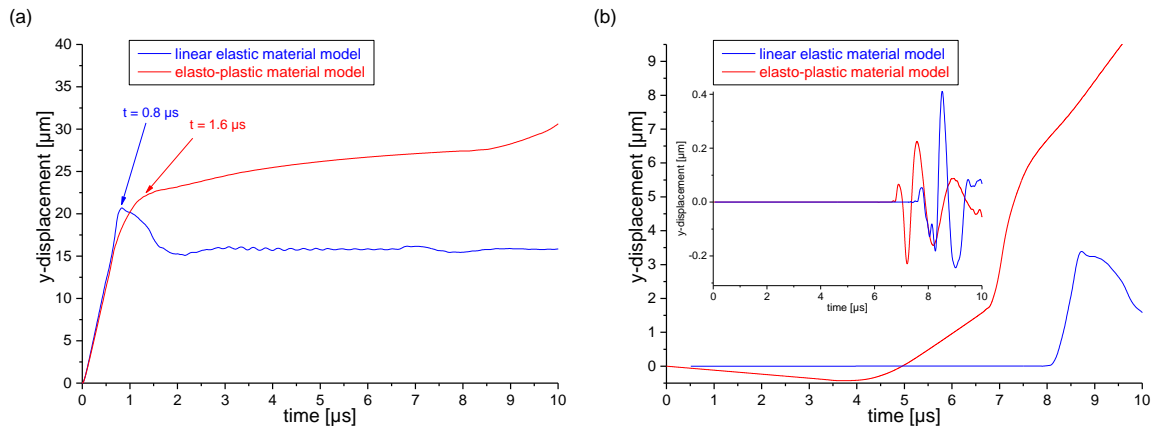 (a)
linear elastic material model
elasto-plastic material model
t = 0.8 µs
t = 1.6 µs
y-displacement [µm]
40
35
30
25
20
15
10
5
0
0 1 2 3 4 5 6 7 8 9 10
time [µs]
(b)
linear elastic material model
elasto-plastic material model
y-displacement [µm]
9
8
7
6
5
4
3
2
1
0
0 1 2 3 4 5 6 7 8 9 10
time [µs]
y-displacement [µm]
0.4
0.2
0.0
-0.2
0 2 4 6 8 10
time [µs]